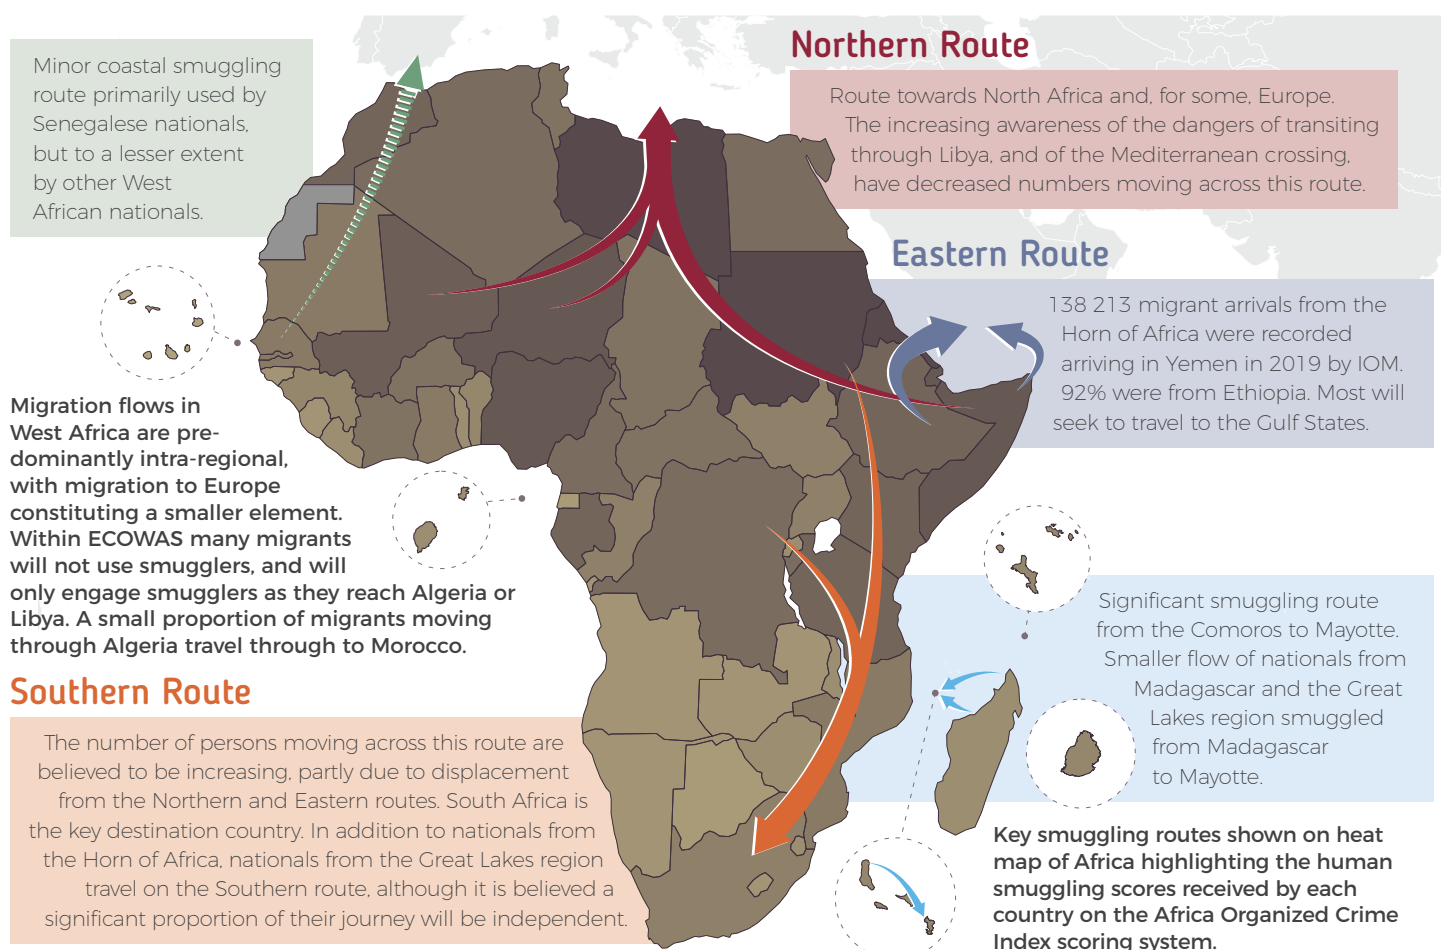 Minor coastal smuggling
route primarily used by
Senegalese nationals,
but to a lesser extent
by other West
African nationals.
Northern Route
Route towards North Africa and, for some, Europe.
The increasing awareness of the dangers of transiting
through Libya, and of the Mediterranean crossing,
have decreased numbers moving across this route.
Eastern Route
138 213 migrant arrivals from the
Horn of Africa were recorded
arriving in Yemen in 2019 by IOM.
92% were from Ethiopia. Most will
seek to travel to the Gulf States.
Migration flows in
West Africa are pre-
dominantly intra-regional,
with migration to Europe
constituting a smaller element.
Within ECOWAS many migrants
will not use smugglers, and will
only engage smugglers as they reach Algeria or
Libya. A small proportion of migrants moving
through Algeria travel through to Morocco.
Southern Route
The number of persons moving across this route are
believed to be increasing, partly due to displacement
from the Northern and Eastern routes. South Africa is
the key destination country. In addition to nationals from
the Horn of Africa, nationals from the Great Lakes region
travel on the Southern route, although it is believed a
significant proportion of their journey will be independent.
Significant smuggling route
from the Comoros to Mayotte.
Smaller flow of nationals from
Madagascar and the Great
Lakes region smuggled
from Madagascar
to Mayotte.
Key smuggling routes shown on heat
map of Africa highlighting the human
smuggling scores received by each
country on the Africa Organized Crime
Index scoring system.